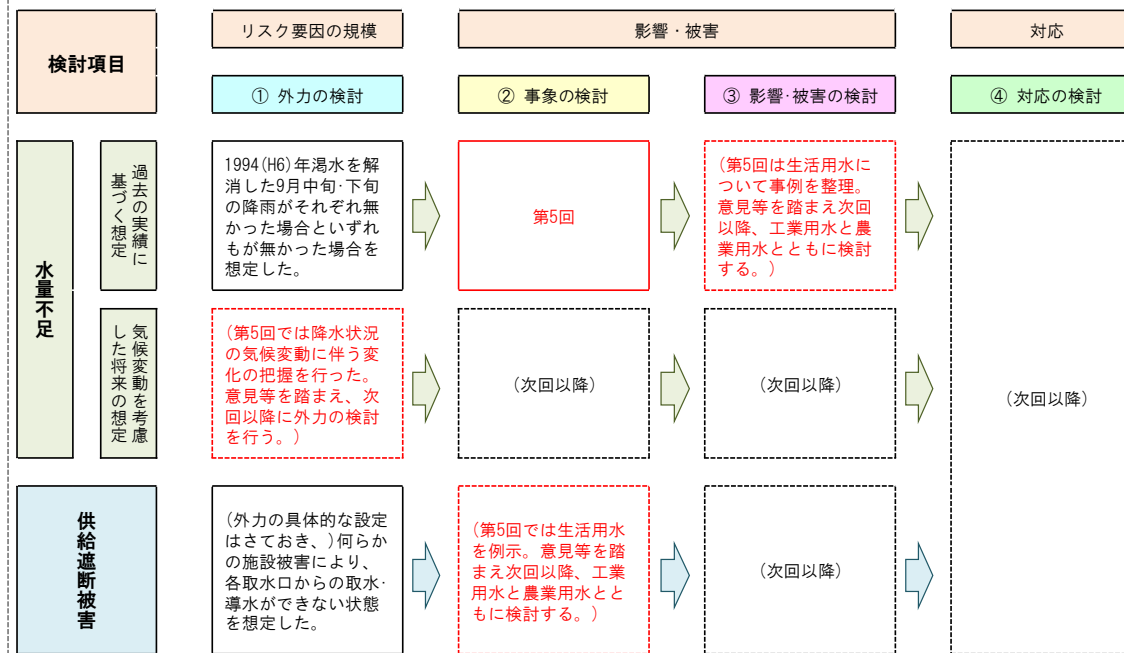 検討項目
リスク要因の規模
影響・被害
対応
① 外力の検討
② 事象の検討
③ 影響・被害の検討
④ 対応の検討
水量不足
過去の実績に
基づく想定
1994(H6)年渇水を解
消した9月中旬・下旬
の降雨がそれぞれ無
かった場合といずれ
もが無かった場合を
想定した。
第5回
(第5回は生活用水に
ついて事例を整理。
意見等を踏まえ次回
以降、工業用水と農
業用水とともに検討
する。)
気候変動を考慮
した将来の想定
(第5回では降水状況
の気候変動に伴う変
化の把握を行った。
意見等を踏まえ、次
回以降に外力の検討
を行う。)
(次回以降)
(次回以降)
(次回以降)
供給遮断被害
(外力の具体的な設定
はさておき、)何らか
の施設被害により、
各取水口からの取水・
導水ができない状態
を想定した。
(第5回では生活用水
を例示。意見等を踏
まえ次回以降、工業
用水と農業用水とと
もに検討する。)
(次回以降)